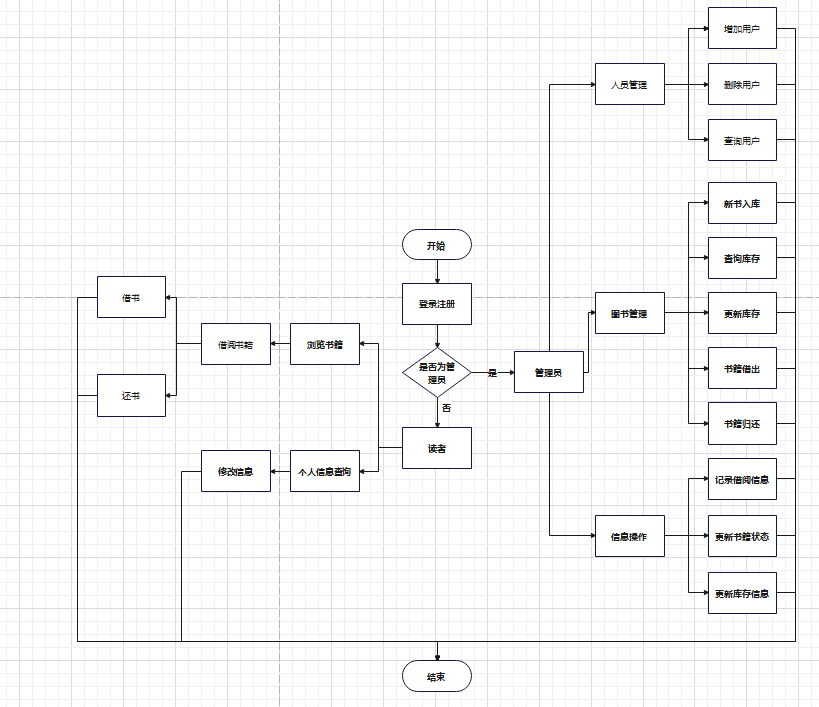 增加用户
人员管理
删除用户
查询用户
新书入库
开始
查询库存
借书
登录注册
图书管理
更新库存
借阅书籍
浏览书籍
是否为管
理员
是
管理员
书籍借出
还书
否
读者
书籍归还
修改信息
个人信息查询
记录借阅信息
信息操作
更新书籍状态
更新库存信息
结束